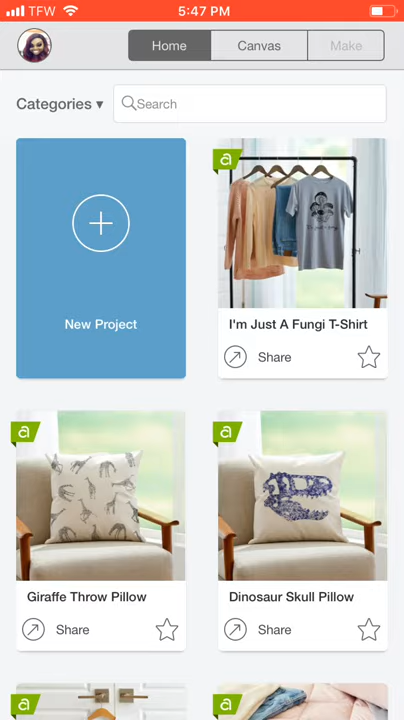 TFW
5:47 PM
Home
Canvas
Make
Categories ▾
Search
New Project
I'm Just A Fungi T-Shirt
Share
Giraffe Throw Pillow
Share
Dinosaur Skull Pillow
Share